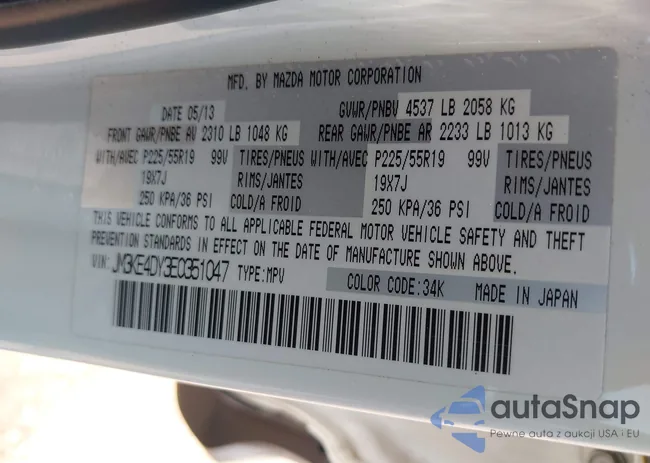 MFD. BY MAZDA MOTOR CORPORATION
DATE 05/13 GVWR/PNBV 4537 LB 2058 KG
FRONT GAWR/PNBE AV 2310 LB 1048 KG REAR GAWR/PNBE AR 2233 LB 1013 KG
WITH/AVEC P225/55R19 99V TIRES/PNEUS WITH/AVEC P225/55R19 99V TIRES/PNEUS
19X7J RIMS/JANTES 19X7J RIMS/JANTES
250 KPA/36 PSI COLD/A FROID 250 KPA/36 PSI COLD/A FROID
THIS VEHICLE CONFORMS TO ALL APPLICABLE FEDERAL MOTOR VEHICLE SAFETY AND THEFT
PREVENTION STANDARDS IN EFFECT ON THE DATE OF MANUFACTURE SHOWN ABOVE.
VIN: JM3KE4DY3E0351047 TYPE:MPV
COLOR CODE:34K MADE IN JAPAN
autaSnap
Pewne auta z aukcji USA i EU